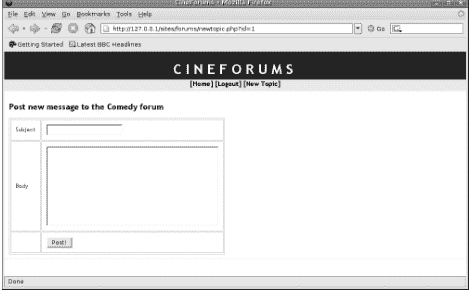 CineForums - Mozilla Firefox
File Edit View Go Bookmarks Tools Help
http://127.0.0.1/sites/forums/newtopic.php?id=1
Go
Getting Started Latest BBC Headlines
CINEFORUMS
[Home] [Logout] [New Topic]
Post new message to the Comedy forum
Subject
Body
Post!
Done